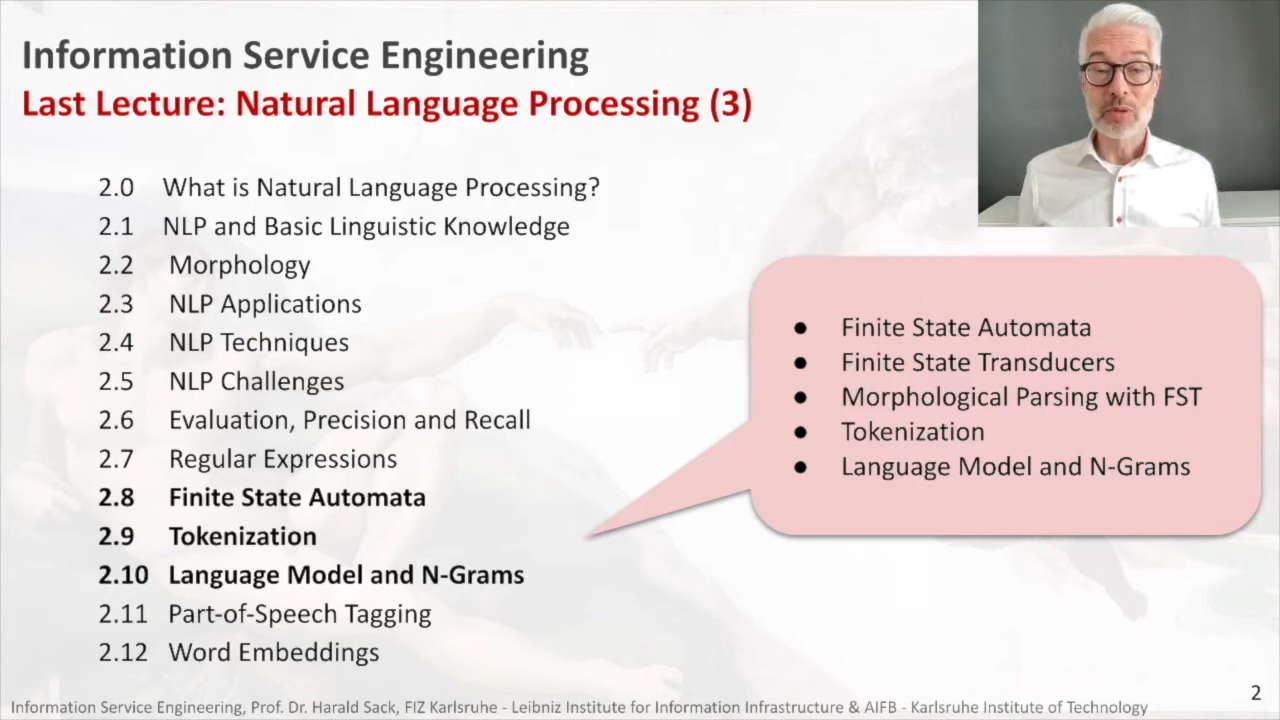 Information Service Engineering
Last Lecture: Natural Language Processing (3)
2.0 What is Natural Language Processing?
2.1 NLP and Basic Linguistic Knowledge
2.2 Morphology
2.3 NLP Applications
2.4 NLP Techniques
2.5 NLP Challenges
2.6 Evaluation, Precision and Recall
2.7 Regular Expressions
2.8 Finite State Automata
2.9 Tokenization
2.10 Language Model and N-Grams
2.11 Part-of-Speech Tagging
2.12 Word Embeddings
● Finite State Automata
● Finite State Transducers
● Morphological Parsing with FST
● Tokenization
● Language Model and N-Grams
2
Information Service Engineering, Prof. Dr. Harald Sack, FIZ Karlsruhe - Leibniz Institute for Information Infrastructure & AIFB - Karlsruhe Institute of Technology